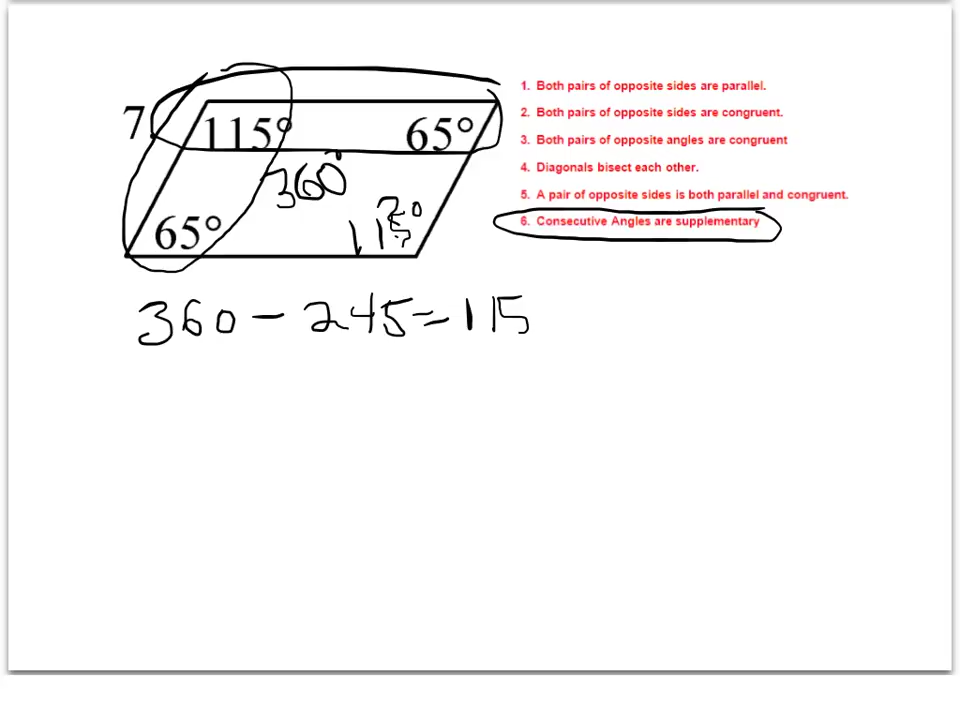 1. Both pairs of opposite sides are parallel.
7. 115° 65°
2. Both pairs of opposite sides are congruent.
3. Both pairs of opposite angles are congruent
4. Diagonals bisect each other.
360°
5. A pair of opposite sides is both parallel and congruent.
65° 115 ?°
6. Consecutive Angles are supplementary
360 - 245 = 115